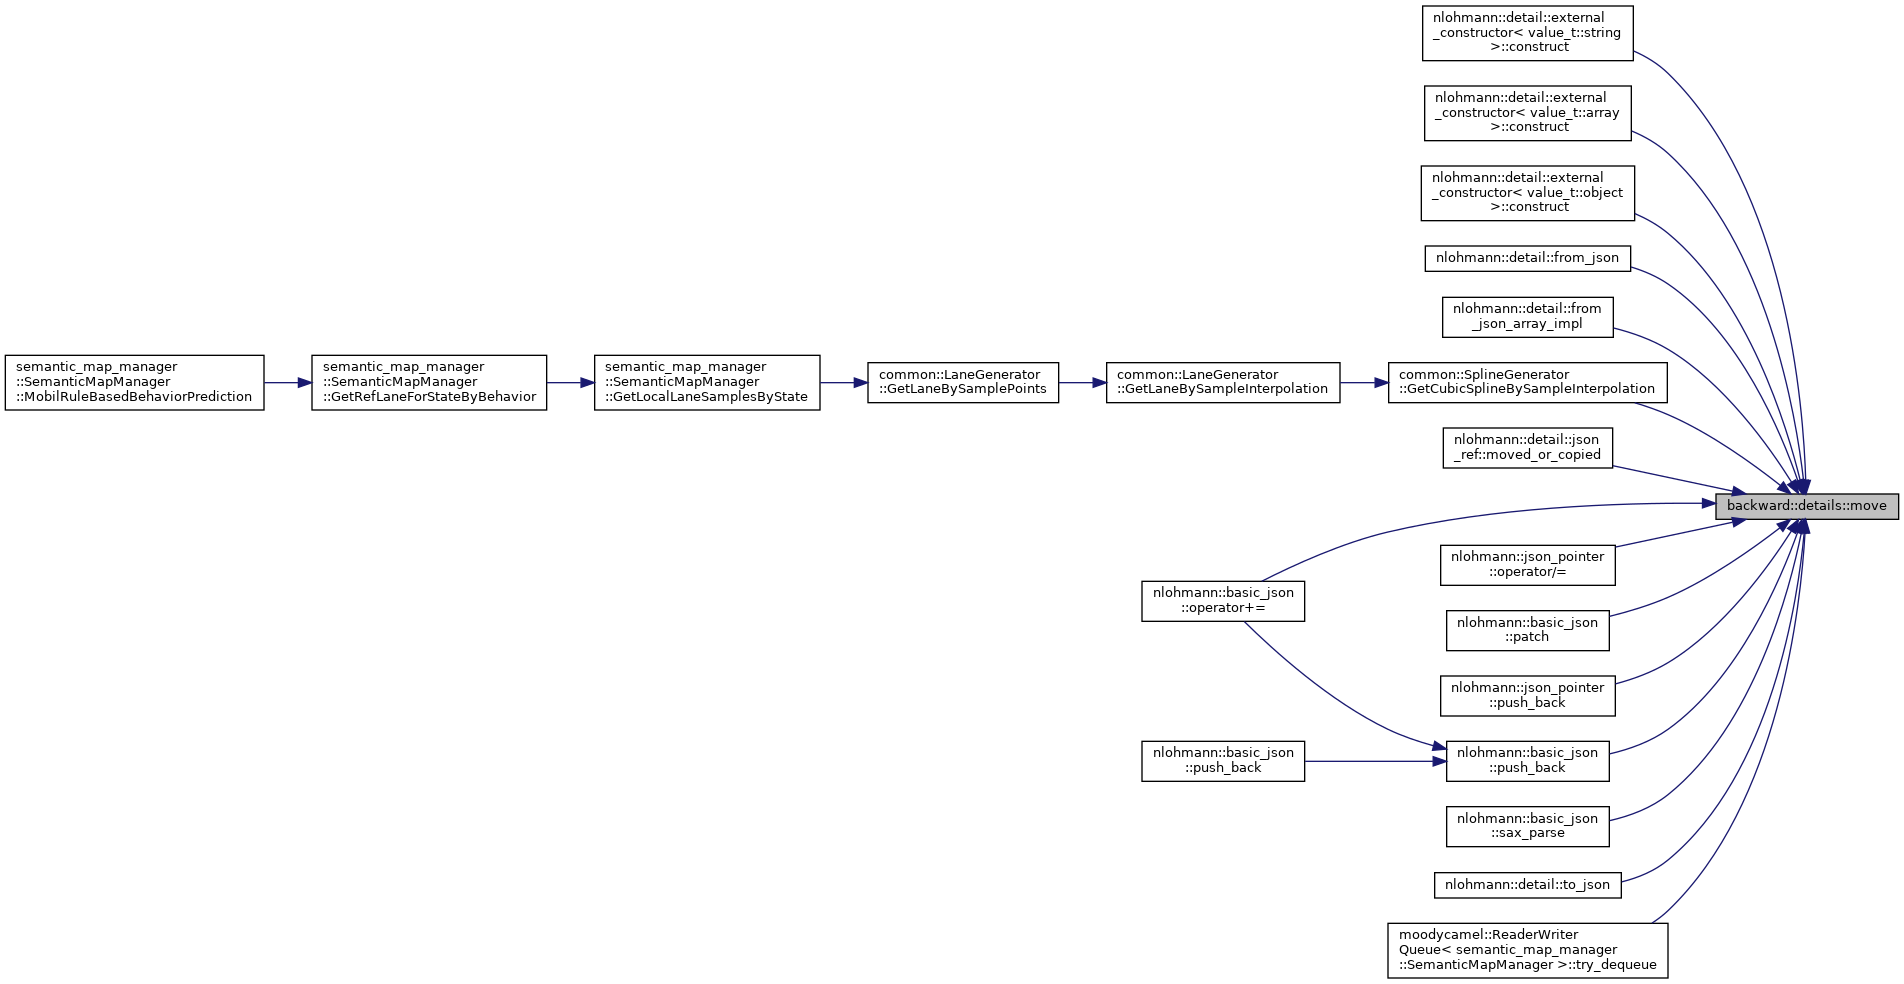 nlohmann::detail::external
_constructor< value_t::string
>::construct
nlohmann::detail::external
_constructor< value_t::array
>::construct
nlohmann::detail::external
_constructor< value_t::object
>::construct
nlohmann::detail::from_json
nlohmann::detail::from
_json_array_impl
semantic_map_manager
::SemanticMapManager
::MobilRuleBasedBehaviorPrediction
semantic_map_manager
::SemanticMapManager
::GetRefLaneForStateByBehavior
semantic_map_manager
::SemanticMapManager
::GetLocalLaneSamplesByState
common::LaneGenerator
::GetLaneBySamplePoints
common::LaneGenerator
::GetLaneBySampleInterpolation
common::SplineGenerator
::GetCubicSplineBySampleInterpolation
nlohmann::detail::json
_ref::moved_or_copied
backward::details::move
nlohmann::json_pointer
::operator/=
nlohmann::basic_json
::operator+=
nlohmann::basic_json
::patch
nlohmann::json_pointer
::push_back
nlohmann::basic_json
::push_back
nlohmann::basic_json
::push_back
nlohmann::basic_json
::sax_parse
nlohmann::detail::to_json
moodycamel::ReaderWriter
Queue< semantic_map_manager
::SemanticMapManager >::try_dequeue